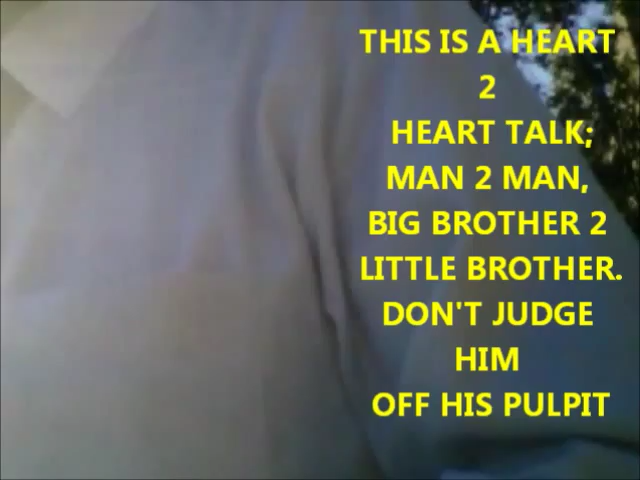 THIS IS A HEART
2
HEART TALK;
MAN 2 MAN,
BIG BROTHER 2
LITTLE BROTHER.
DON'T JUDGE
HIM
OFF HIS PULPIT